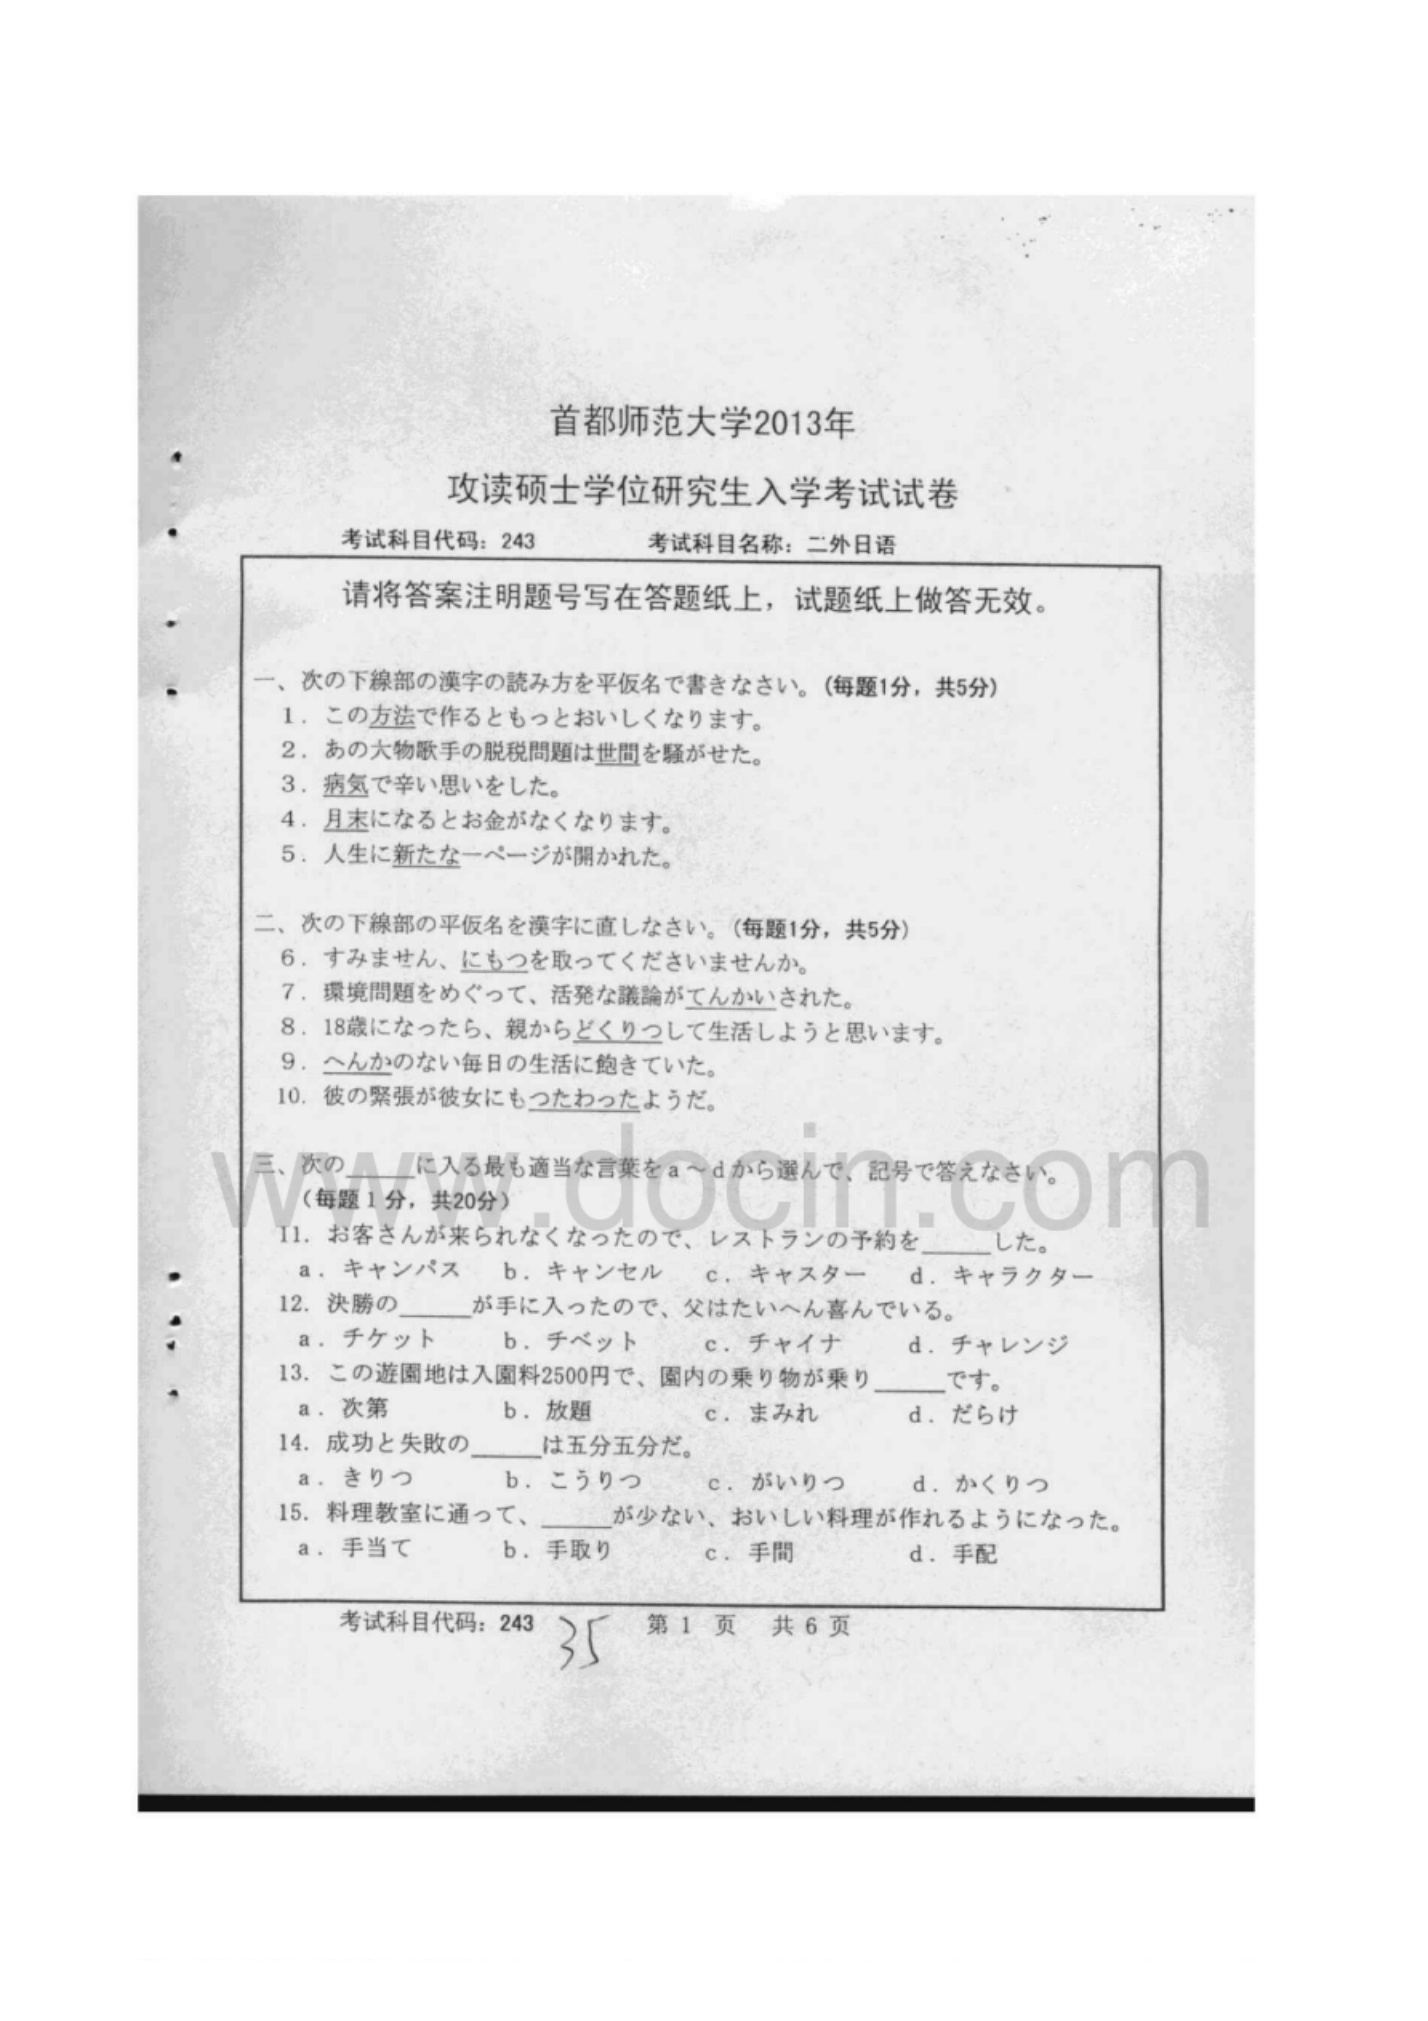 首都师范大学2013年
攻读硕士学位研究生入学考试试卷
考试科目代码：243 考试科目名称：二外日语
请将答案注明题号写在答题纸上，试题纸上做答无效。
一、次の下線部の漢字の読み方を平仮名で書きなさい。(每题1分，共5分)
1．この方法で作るともっとおいしくなります。
2．あの大物歌手の脱税問題は世間を騒がせた。
3．病気で辛い思いをした。
4．月末になるとお金がなくなります。
5．人生に新たな一ページが開かれた。
二、次の下線部の平仮名を漢字に直しなさい。(每题1分，共5分)
6．すみません、にもつを取ってくださいませんか。
7．環境問題をめぐって、活発な議論がてんかいされた。
8．18歳になったら、親からどくりつして生活しようと思います。
9．へんかのない毎日の生活に飽きていた。
10．彼の緊張が彼女にもつたわったようだ。
三、次の______に入る最も適当な言葉をａ～ｄから選んで、記号で答えなさい。
（每题1分，共20分）
11．お客さんが来られなくなったので、レストランの予約を______した。
a．キャンパス b．キャンセル c．キャスター d．キャラクター
12．決勝の______が手に入ったので、父はたいへん喜んでいる。
a．チケット b．チベット c．チャイナ d．チャレンジ
13．この遊園地は入園料2500円で、園内の乗り物が乗り______です。
a．次第 b．放題 c．まみれ d．だらけ
14．成功と失敗の______は五分五分だ。
a．きりつ b．こうりつ c．がいりつ d．かくりつ
15．料理教室に通って、______が少ない、おいしい料理が作れるようになった。
a．手当て b．手取り c．手間 d．手配
考试科目代码：243 35 第 1 页 共 6 页
www.docin.com